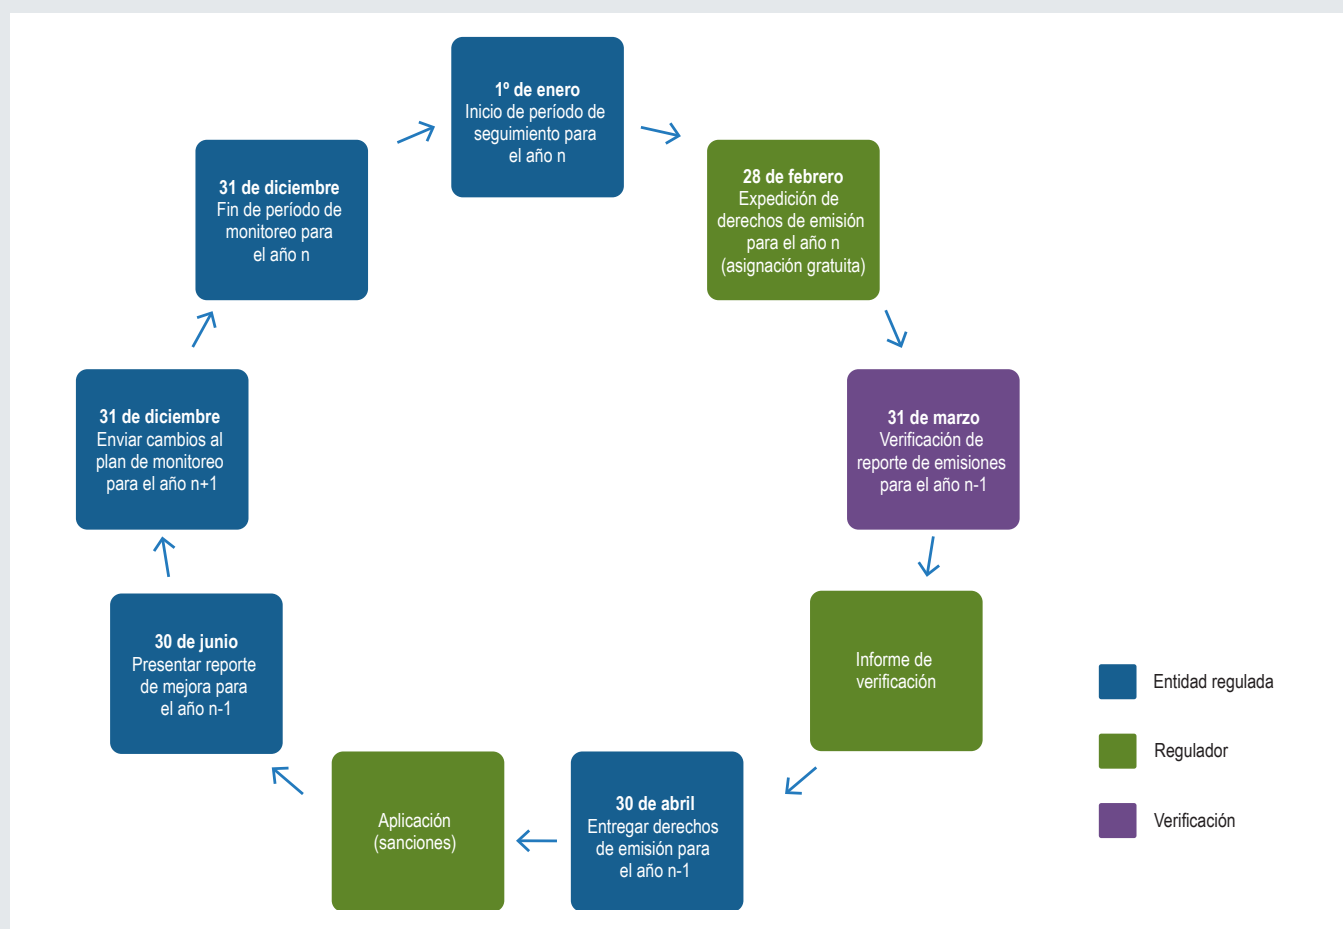 1º de enero
Inicio de período de
seguimiento para
el año n
28 de febrero
Expedición de
derechos de emisión
para el año n
(asignación gratuita)
31 de marzo
Verificación de
reporte de emisiones
para el año n-1
Informe de
verificación
30 de abril
Entregar derechos
de emisión para
el año n-1
Aplicación
(sanciones)
30 de junio
Presentar reporte
de mejora para
el año n-1
31 de diciembre
Enviar cambios al
plan de monitoreo
para el año n+1
31 de diciembre
Fin de período de
monitoreo para
el año n
Entidad regulada
Regulador
Verificación